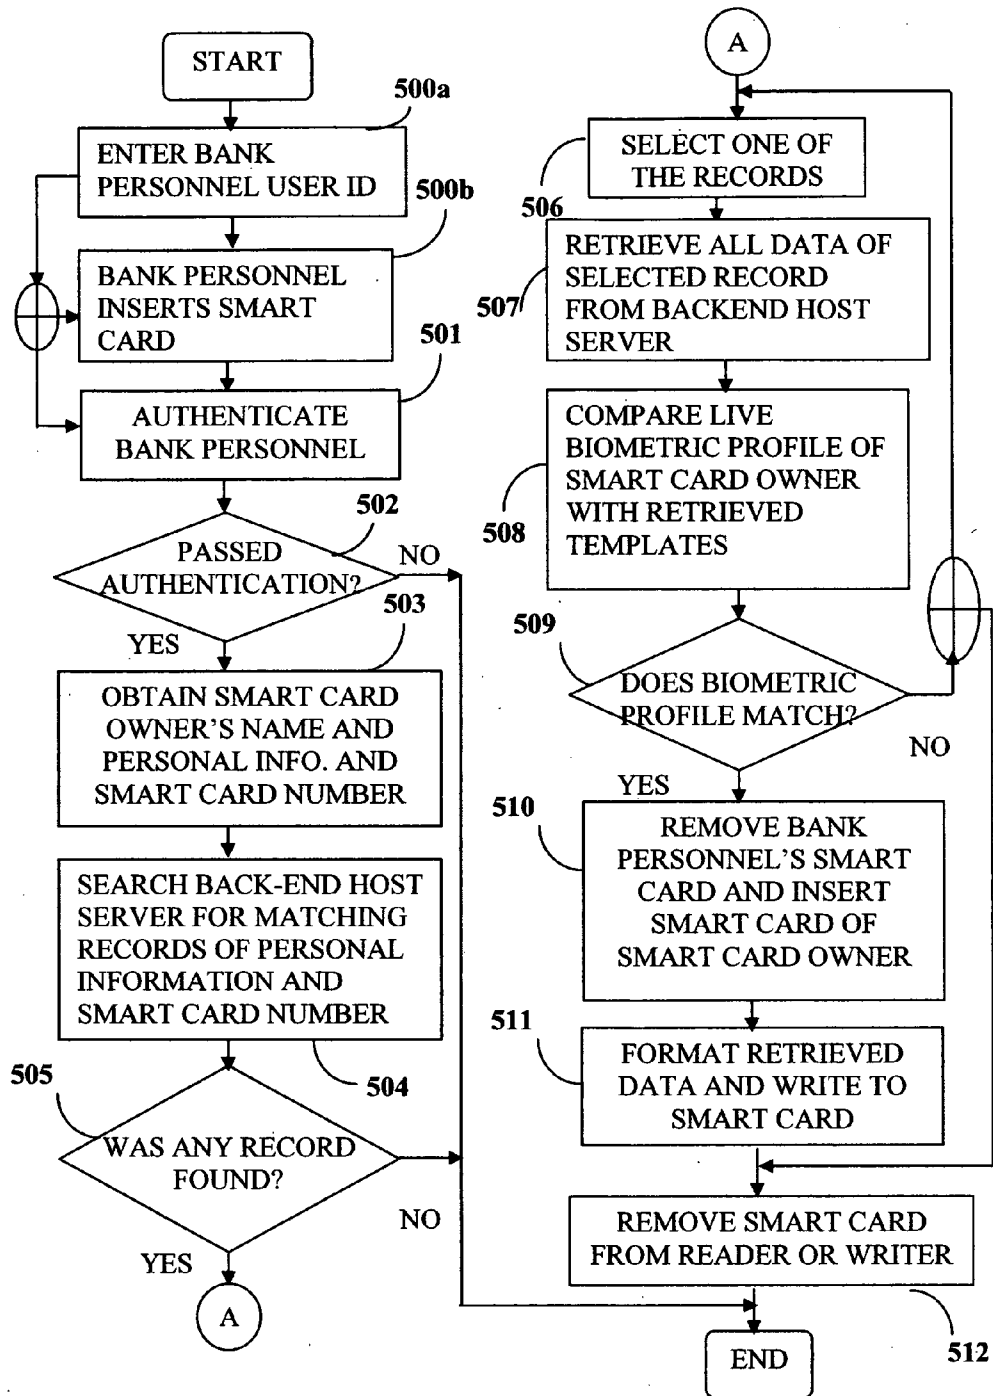 START
500a
ENTER BANK
PERSONNEL USER ID
500b
BANK PERSONNEL
INSERTS SMART
CARD
501
AUTHENTICATE
BANK PERSONNEL
502
PASSED
AUTHENTICATION?
NO
YES
503
OBTAIN SMART CARD
OWNER'S NAME AND
PERSONAL INFO. AND
SMART CARD NUMBER
SEARCH BACK-END HOST
SERVER FOR MATCHING
RECORDS OF PERSONAL
INFORMATION AND
SMART CARD NUMBER
504
505
WAS ANY RECORD
FOUND?
NO
YES
A
A
SELECT ONE OF
THE RECORDS
506
RETRIEVE ALL DATA OF
SELECTED RECORD
FROM BACKEND HOST
SERVER
507
COMPARE LIVE
BIOMETRIC PROFILE OF
SMART CARD OWNER
WITH RETRIEVED
TEMPLATES
508
509
DOES BIOMETRIC
PROFILE MATCH?
NO
YES
510
REMOVE BANK
PERSONNEL'S SMART
CARD AND INSERT
SMART CARD OF
SMART CARD OWNER
511
FORMAT RETRIEVED
DATA AND WRITE TO
SMART CARD
REMOVE SMART CARD
FROM READER OR WRITER
512
END